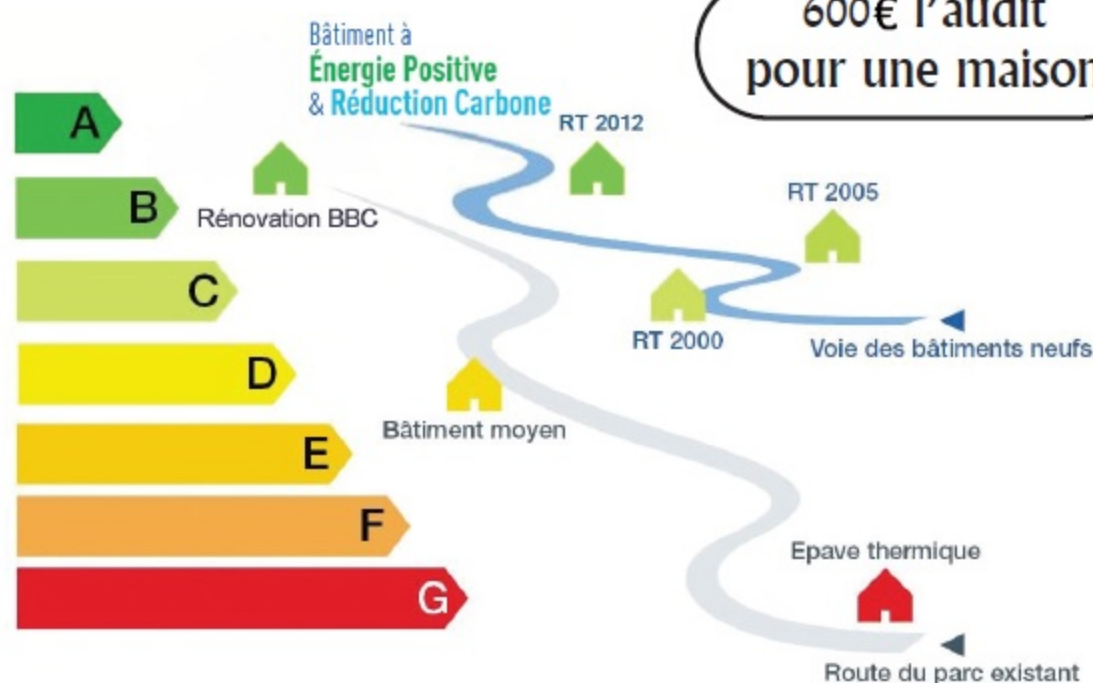 600€ l'audit
pour une maison
Bâtiment à
Énergie Positive
& Réduction Carbone
RT 2012
A
RT 2005
B
Rénovation BBC
C
RT 2000
Voie des bâtiments neufs
D
Bâtiment moyen
E
F
Epave thermique
G
Route du parc existant